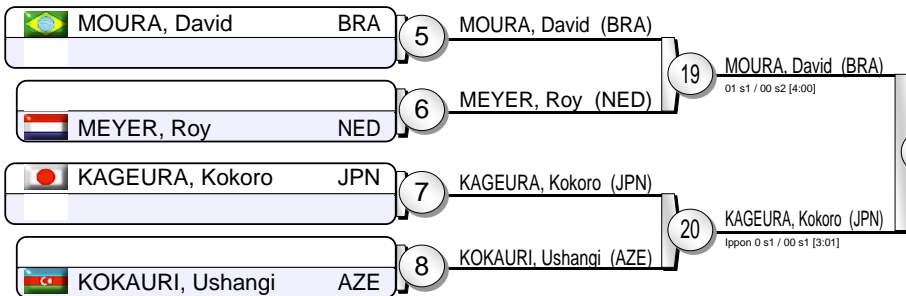 MOURA, David BRA
5
MOURA, David (BRA)
19
MOURA, David (BRA)
01 s1 / 00 s2 [4:00]
6
MEYER, Roy (NED)
MEYER, Roy NED
KAGEURA, Kokoro JPN
7
KAGEURA, Kokoro (JPN)
20
KAGEURA, Kokoro (JPN)
Ippon 0 s1 / 00 s1 [3:01]
8
KOKAURI, Ushangi (AZE)
KOKAURI, Ushangi AZE